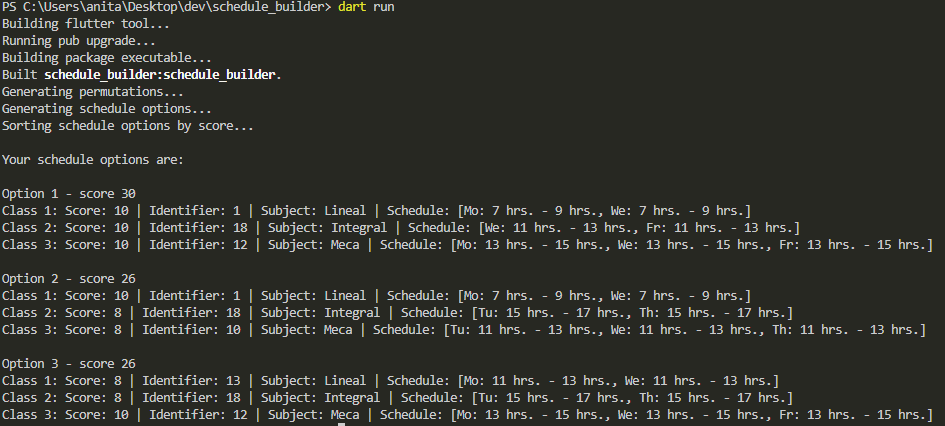 PS C:\Users\anita\Desktop\dev\schedule_builder> dart run
Building flutter tool...
Running pub upgrade...
Building package executable...
Built schedule_builder:schedule_builder.
Generating permutations...
Generating schedule options...
Sorting schedule options by score...
Your schedule options are:
Option 1 - score 30
Class 1: Score: 10 | Identifier: 1 | Subject: Lineal | Schedule: [Mo: 7 hrs. - 9 hrs., We: 7 hrs. - 9 hrs.]
Class 2: Score: 10 | Identifier: 18 | Subject: Integral | Schedule: [We: 11 hrs. - 13 hrs., Fr: 11 hrs. - 13 hrs.]
Class 3: Score: 10 | Identifier: 12 | Subject: Meca | Schedule: [Mo: 13 hrs. - 15 hrs., We: 13 hrs. - 15 hrs., Fr: 13 hrs. - 15 hrs.]
Option 2 - score 26
Class 1: Score: 10 | Identifier: 1 | Subject: Lineal | Schedule: [Mo: 7 hrs. - 9 hrs., We: 7 hrs. - 9 hrs.]
Class 2: Score: 8 | Identifier: 18 | Subject: Integral | Schedule: [Tu: 15 hrs. - 17 hrs., Th: 15 hrs. - 17 hrs.]
Class 3: Score: 8 | Identifier: 10 | Subject: Meca | Schedule: [Tu: 11 hrs. - 13 hrs., We: 11 hrs. - 13 hrs., Th: 11 hrs. - 13 hrs.]
Option 3 - score 26
Class 1: Score: 8 | Identifier: 13 | Subject: Lineal | Schedule: [Mo: 11 hrs. - 13 hrs., We: 11 hrs. - 13 hrs.]
Class 2: Score: 8 | Identifier: 18 | Subject: Integral | Schedule: [Tu: 15 hrs. - 17 hrs., Th: 15 hrs. - 17 hrs.]
Class 3: Score: 10 | Identifier: 12 | Subject: Meca | Schedule: [Mo: 13 hrs. - 15 hrs., We: 13 hrs. - 15 hrs., Fr: 13 hrs. - 15 hrs.]